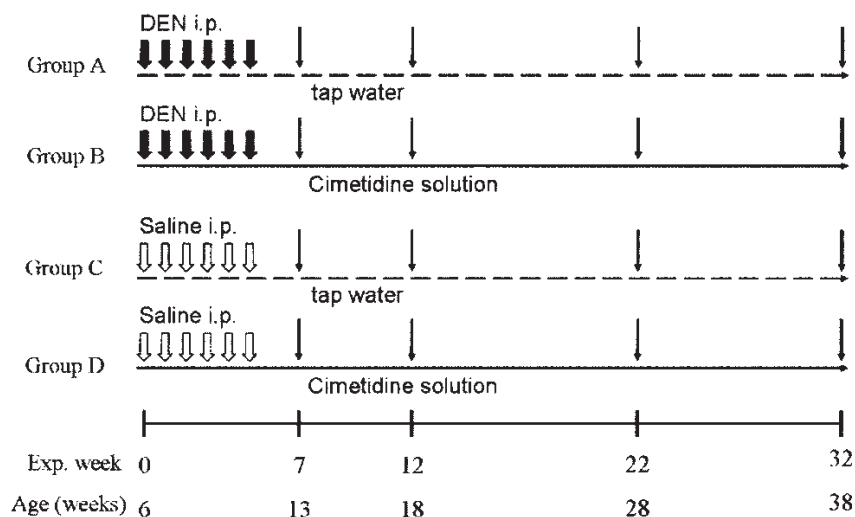 DEN i.p.
Group A
tap water
DEN i.p.
Group B
Cimetidine solution
Saline i.p.
Group C
tap water
Saline i.p.
Group D
Cimetidine solution
Exp. week 0 7 12 22 32
Age (weeks) 6 13 18 28 38